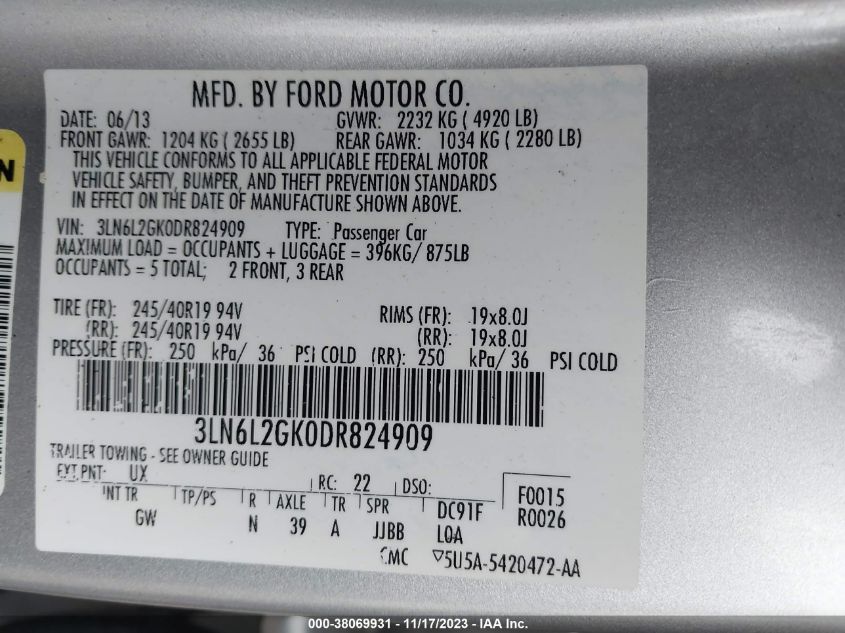 MFD. BY FORD MOTOR CO.
DATE: 06/13 GVWR: 2232 KG ( 4920 LB)
FRONT GAWR: 1204 KG ( 2655 LB) REAR GAWR: 1034 KG ( 2280 LB)
THIS VEHICLE CONFORMS TO ALL APPLICABLE FEDERAL MOTOR
VEHICLE SAFETY, BUMPER, AND THEFT PREVENTION STANDARDS
IN EFFECT ON THE DATE OF MANUFACTURE SHOWN ABOVE.
VIN: 3LN6L2GK0DR824909 TYPE: Passenger Car
MAXIMUM LOAD = OCCUPANTS + LUGGAGE = 396KG/ 875LB
OCCUPANTS = 5 TOTAL; 2 FRONT, 3 REAR
TIRE (FR): 245/40R19 94V RIMS (FR): 19x8.0J
(RR): 245/40R19 94V (RR): 19x8.0J
PRESSURE (FR): 250 kPa/ 36 PSI COLD (RR): 250 kPa/ 36 PSI COLD
3LN6L2GK0DR824909
TRAILER TOWING - SEE OWNER GUIDE
EXT PNT: UX RC: 22 DSO: F0015
INT TR TP/PS R AXLE TR SPR DC91F R0026
GW N 39 A JJBB LOA
CMC ▽5U5A-5420472-AA
N
000-38069931 - 11/17/2023 - IAA Inc.